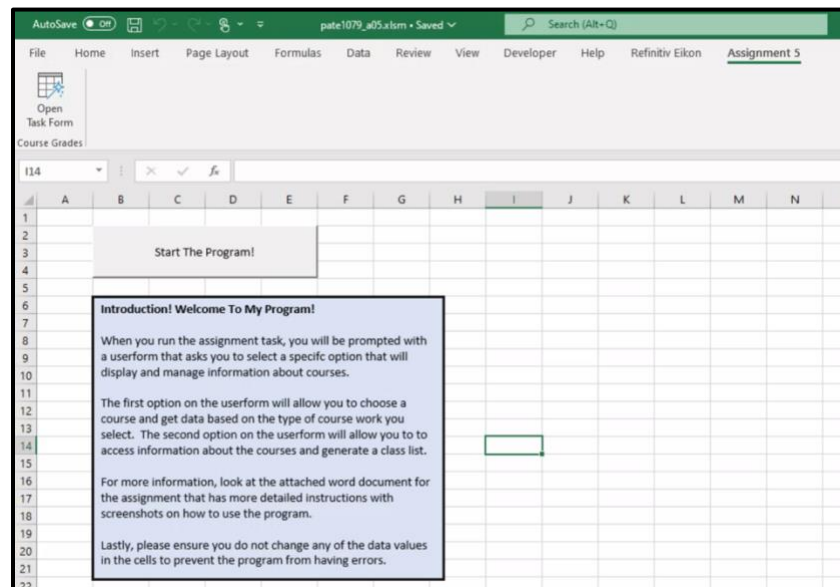 AutoSave Off pate1079_a05.xlsm • Saved Search (Alt+Q)
File Home Insert Page Layout Formulas Data Review View Developer Help Refinitiv Eikon Assignment 5
Open
Task Form
Course Grades
I14 fx
A B C D E F G H I J K L M N
1
2
3
4
5
6
7
8
9
10
11
12
13
14
15
16
17
18
19
20
21
22
Start The Program!
Introduction! Welcome To My Program!
When you run the assignment task, you will be prompted with
a userform that asks you to select a specifc option that will
display and manage information about courses.
The first option on the userform will allow you to choose a
course and get data based on the type of course work you
select. The second option on the userform will allow you to to
access information about the courses and generate a class list.
For more information, look at the attached word document for
the assignment that has more detailed instructions with
screenshots on how to use the program.
Lastly, please ensure you do not change any of the data values
in the cells to prevent the program from having errors.